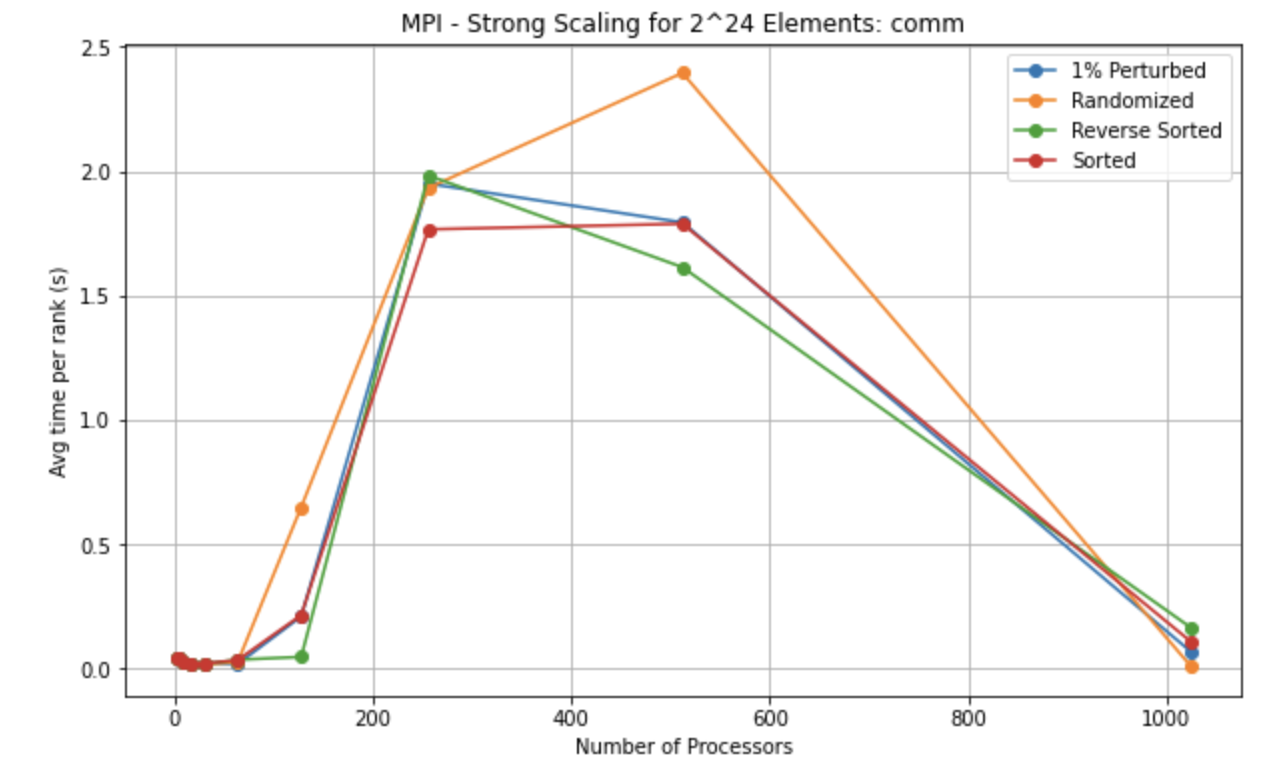 MPI - Strong Scaling for 2^24 Elements: comm
2.5
2.0
1.5
1.0
0.5
0.0
Avg time per rank (s)
1% Perturbed
Randomized
Reverse Sorted
Sorted
0 200 400 600 800 1000
Number of Processors